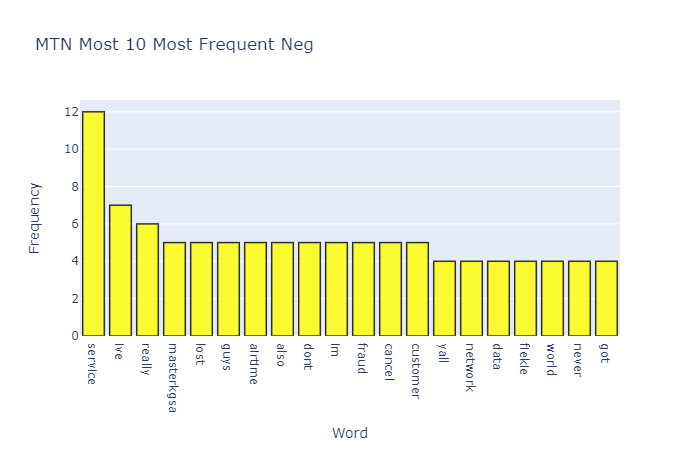 MTN Most 10 Most Frequent Neg
Frequency
12
10
8
6
4
2
0
service
ive
really
masterkgsa
lost
guys
airtime
also
dont
im
fraud
cancel
customer
yall
network
data
fiekie
world
never
got
Word